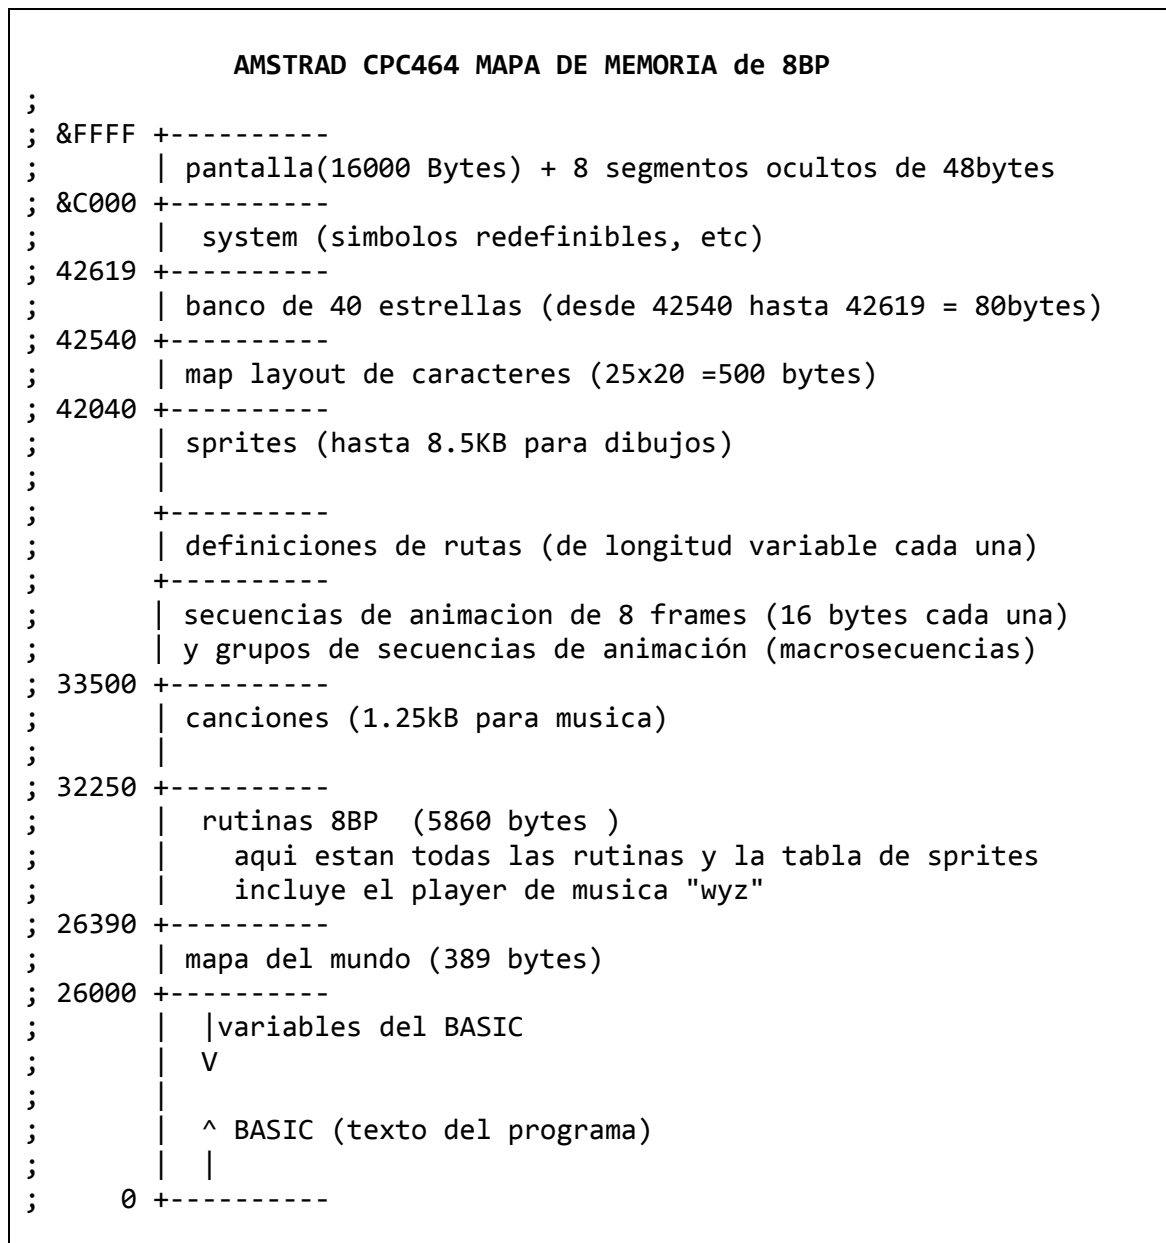 AMSTRAD CPC464 MAPA DE MEMORIA de 8BP
;
; &FFFF +----------
;       | pantalla(16000 Bytes) + 8 segmentos ocultos de 48bytes
; &C000 +----------
;       |  system (simbolos redefinibles, etc)
; 42619 +----------
;       | banco de 40 estrellas (desde 42540 hasta 42619 = 80bytes)
; 42540 +----------
;       | map layout de caracteres (25x20 =500 bytes)
; 42040 +----------
;       | sprites (hasta 8.5KB para dibujos)
;       |
;       +----------
;       | definiciones de rutas (de longitud variable cada una)
;       +----------
;       | secuencias de animacion de 8 frames (16 bytes cada una)
;       | y grupos de secuencias de animación (macrosecuencias)
; 33500 +----------
;       | canciones (1.25kB para musica)
;       |
; 32250 +----------
;       |  rutinas 8BP  (5860 bytes )
;       |    aqui estan todas las rutinas y la tabla de sprites
;       |    incluye el player de musica "wyz"
; 26390 +----------
;       | mapa del mundo (389 bytes)
; 26000 +----------
;       |  |variables del BASIC
;       |  V
;       |
;       |  ^ BASIC (texto del programa)
;       |  |
;     0 +----------